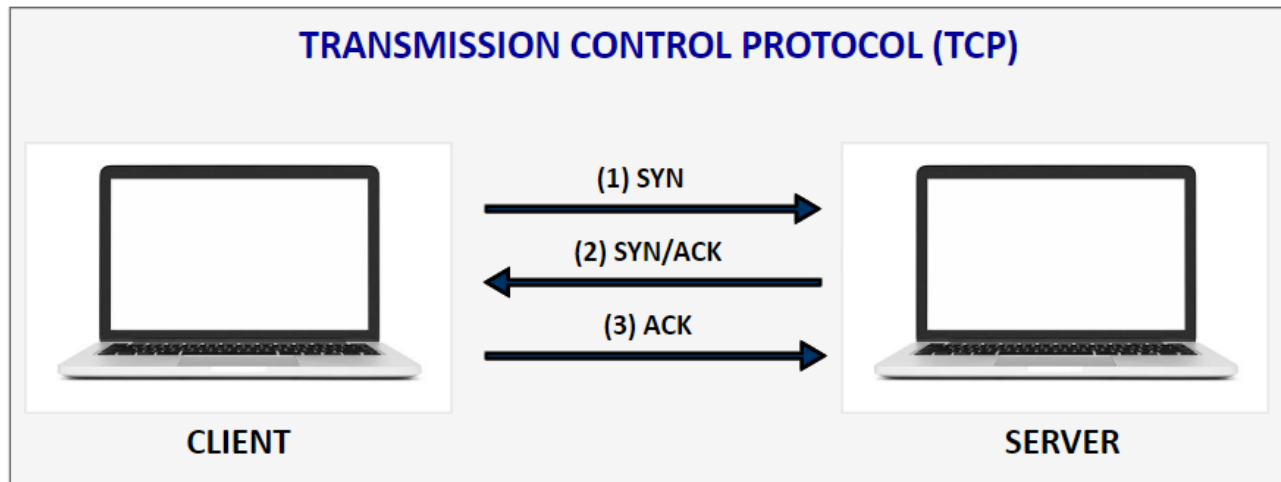 TRANSMISSION CONTROL PROTOCOL (TCP)
(1) SYN
(2) SYN/ACK
(3) ACK
CLIENT
SERVER